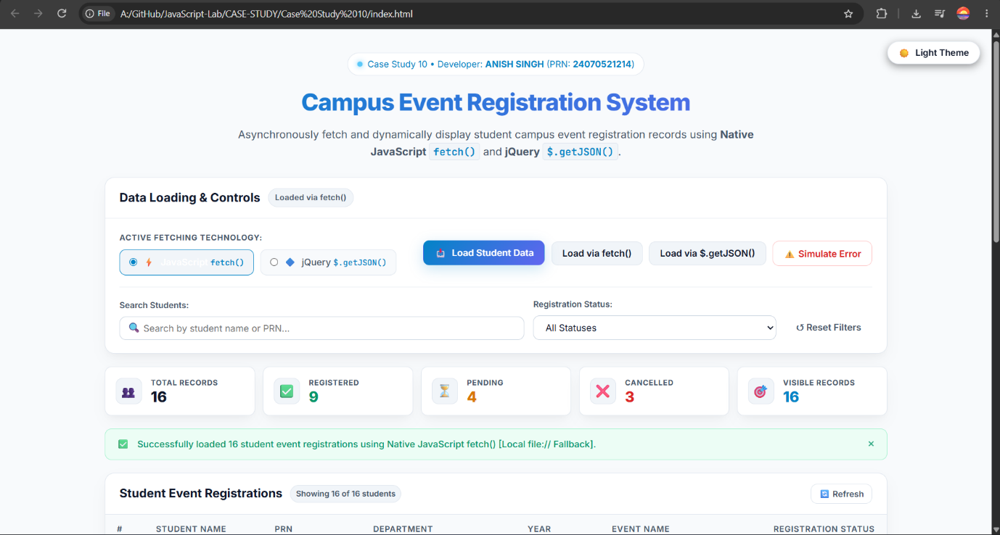 File A:/GitHub/JavaScript-Lab/CASE-STUDY/Case%20Study%2010/index.html
Light Theme
Case Study 10 • Developer: ANISH SINGH (PRN: 24070521214)
Campus Event Registration System
Asynchronously fetch and dynamically display student campus event registration records using Native
JavaScript fetch() and jQuery $.getJSON().
Data Loading & Controls Loaded via fetch()
ACTIVE FETCHING TECHNOLOGY:
JavaScript fetch() jQuery $.getJSON() Load Student Data Load via fetch() Load via $.getJSON() Simulate Error
Search Students: Registration Status:
Search by student name or PRN... All Statuses Reset Filters
TOTAL RECORDS
16
REGISTERED
9
PENDING
4
CANCELLED
3
VISIBLE RECORDS
16
Successfully loaded 16 student event registrations using Native JavaScript fetch() [Local file:// Fallback]. ×
Student Event Registrations Showing 16 of 16 students Refresh
# STUDENT NAME PRN DEPARTMENT YEAR EVENT NAME REGISTRATION STATUS